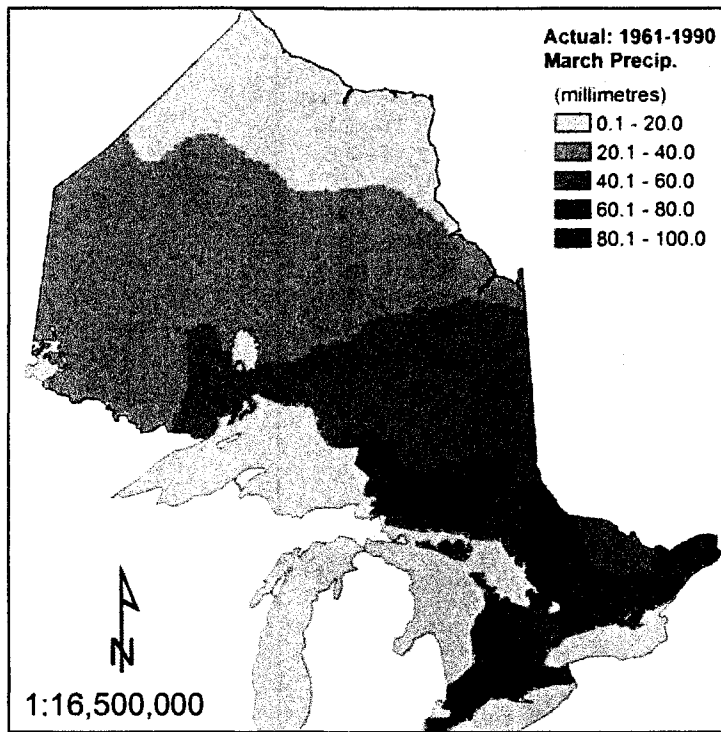 Actual: 1961-1990
March Precip.
(millimetres)
0.1 - 20.0
20.1 - 40.0
40.1 - 60.0
60.1 - 80.0
80.1 - 100.0
N
1:16,500,000